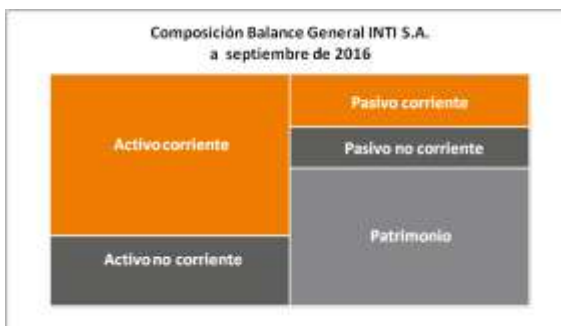 Composición Balance General INTI S.A.
a septiembre de 2016
Activo corriente
Activo no corriente
Pasivo corriente
Pasivo no corriente
Patrimonio